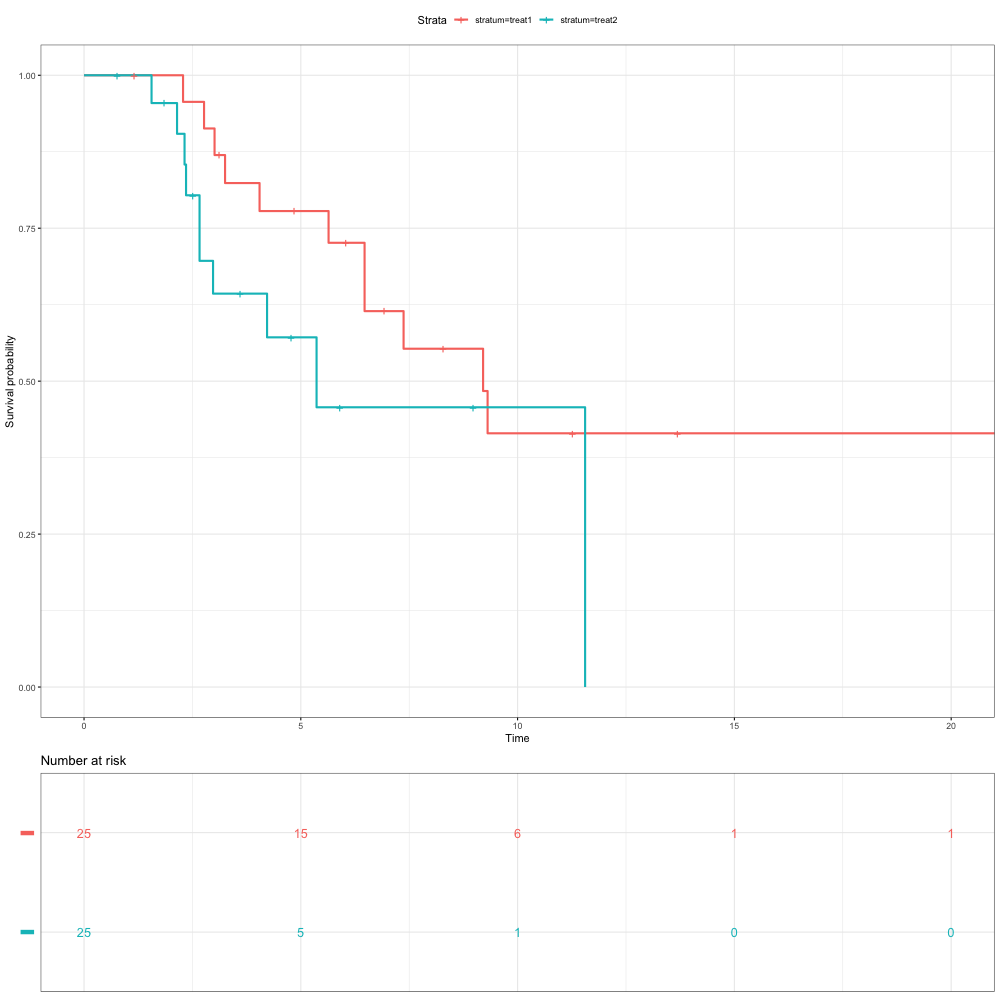 Strata stratum=treat1 stratum=treat2
Survival probability
1.00
0.75
0.50
0.25
0.00
0 5 10 15 20
Time
Number at risk
25 15 6 1 1
25 5 1 0 0